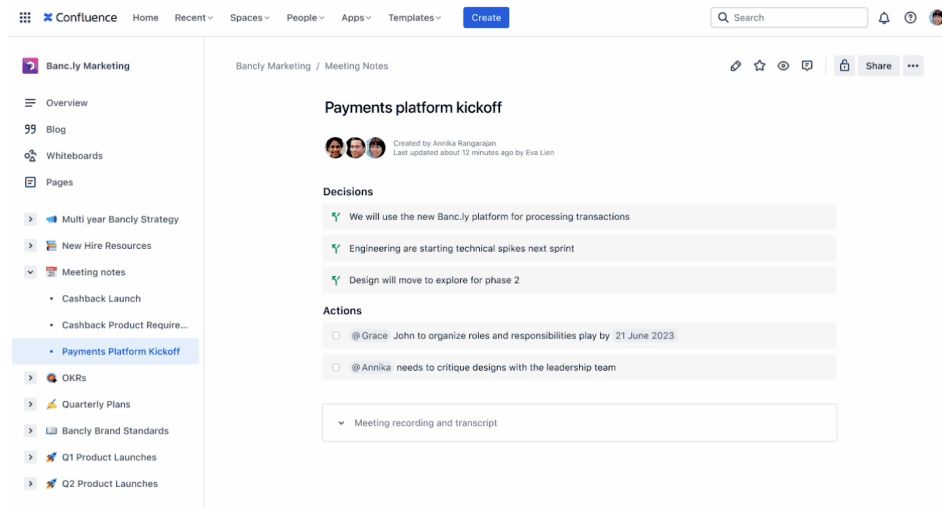 Confluence Home Recent Spaces People Apps Templates Create Search
Banc.ly Marketing
Overview
Blog
Whiteboards
Pages
Multi year Bancly Strategy
New Hire Resources
Meeting notes
Cashback Launch
Cashback Product Require...
Payments Platform Kickoff
OKRs
Quarterly Plans
Bancly Brand Standards
Q1 Product Launches
Q2 Product Launches
Bancly Marketing / Meeting Notes
Share
Payments platform kickoff
Created by Annika Rangarajan
Last updated about 12 minutes ago by Eva Lien
Decisions
We will use the new Banc.ly platform for processing transactions
Engineering are starting technical spikes next sprint
Design will move to explore for phase 2
Actions
@Grace John to organize roles and responsibilities play by 21 June 2023
@Annika needs to critique designs with the leadership team
Meeting recording and transcript